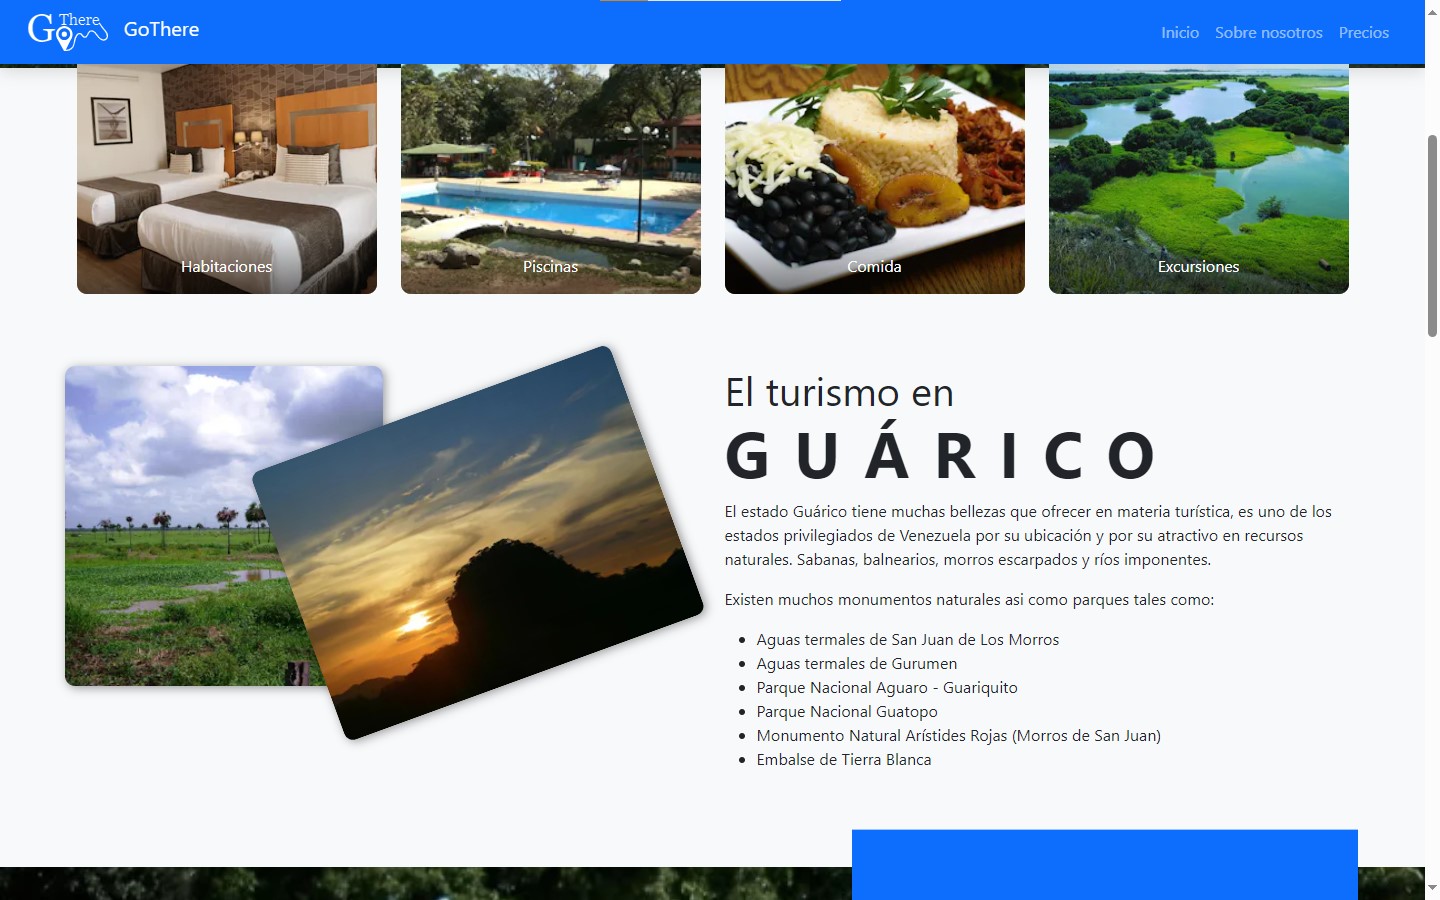 Go There
GoThere
Inicio Sobre nosotros Precios
Habitaciones
Piscinas
Comida
Excursiones
El turismo en
GUÁRICO
El estado Guárico tiene muchas bellezas que ofrecer en materia turística, es uno de los
estados privilegiados de Venezuela por su ubicación y por su atractivo en recursos
naturales. Sabanas, balnearios, morros escarpados y ríos imponentes.
Existen muchos monumentos naturales asi como parques tales como:
Aguas termales de San Juan de Los Morros
Aguas termales de Gurumen
Parque Nacional Aguaro - Guariquito
Parque Nacional Guatopo
Monumento Natural Arístides Rojas (Morros de San Juan)
Embalse de Tierra Blanca